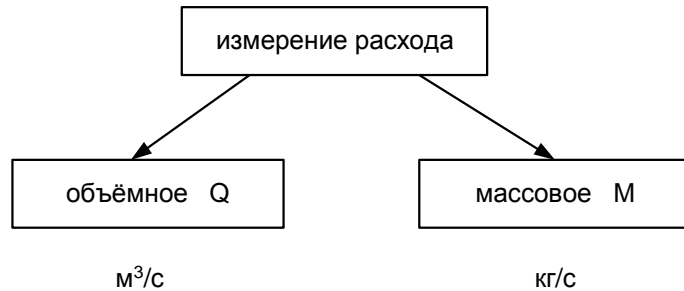 измерение расхода
объёмное Q
массовое M
м³/с
кг/с